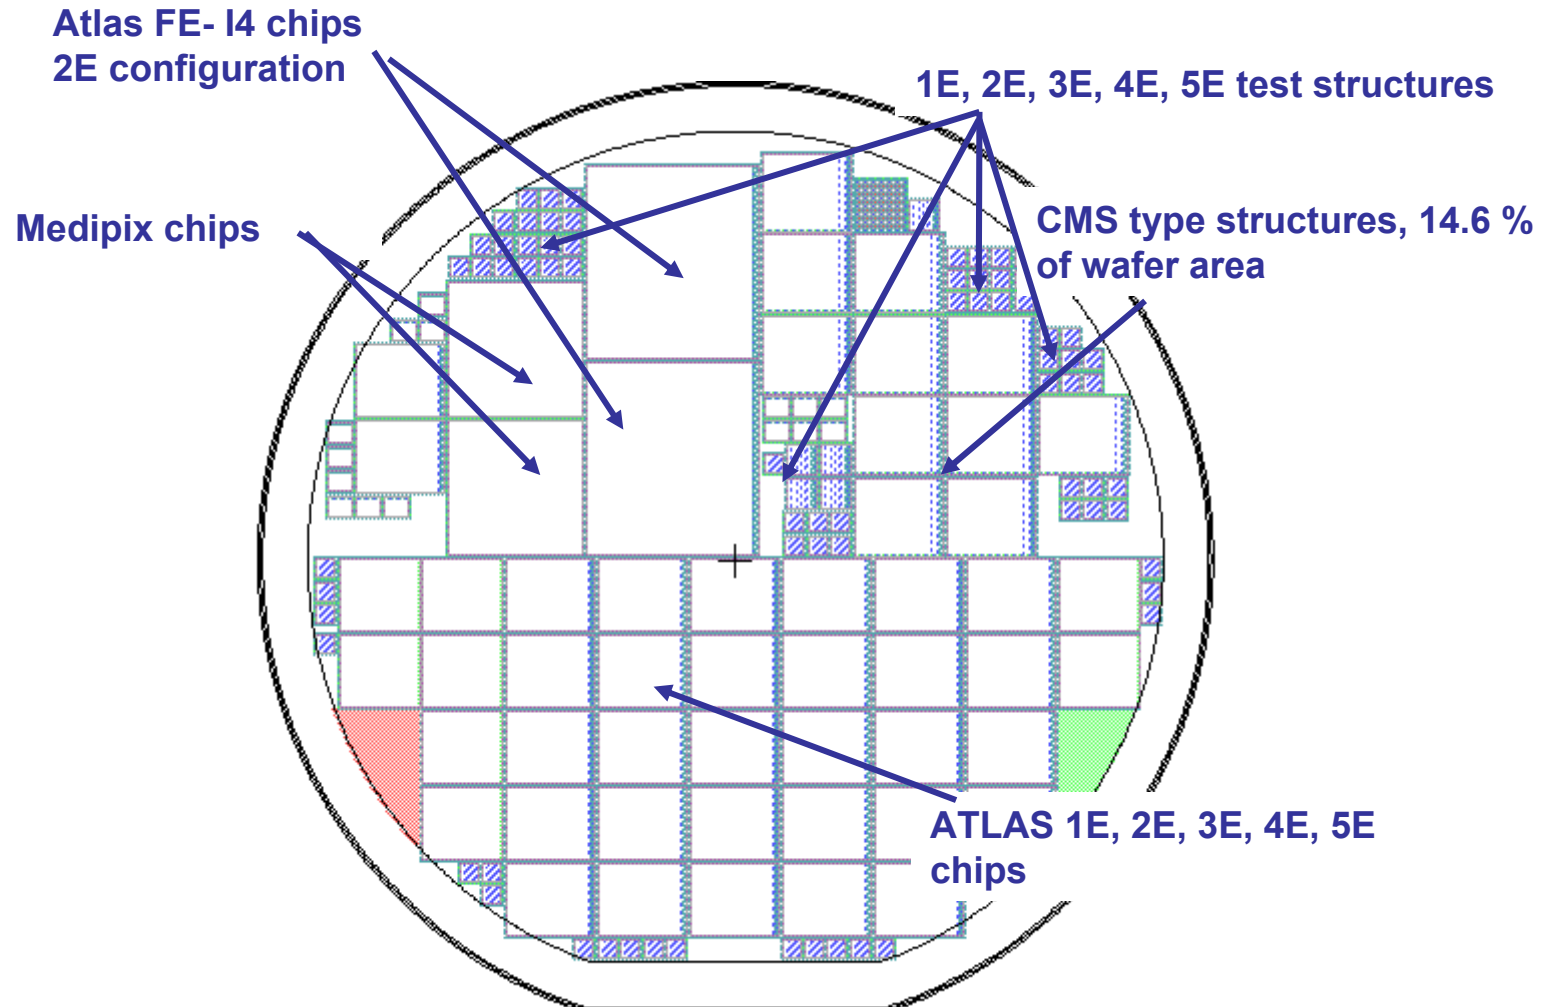 Atlas FE- I4 chips
2E configuration
1E, 2E, 3E, 4E, 5E test structures
Medipix chips
CMS type structures, 14.6 %
of wafer area
ATLAS 1E, 2E, 3E, 4E, 5E
chips